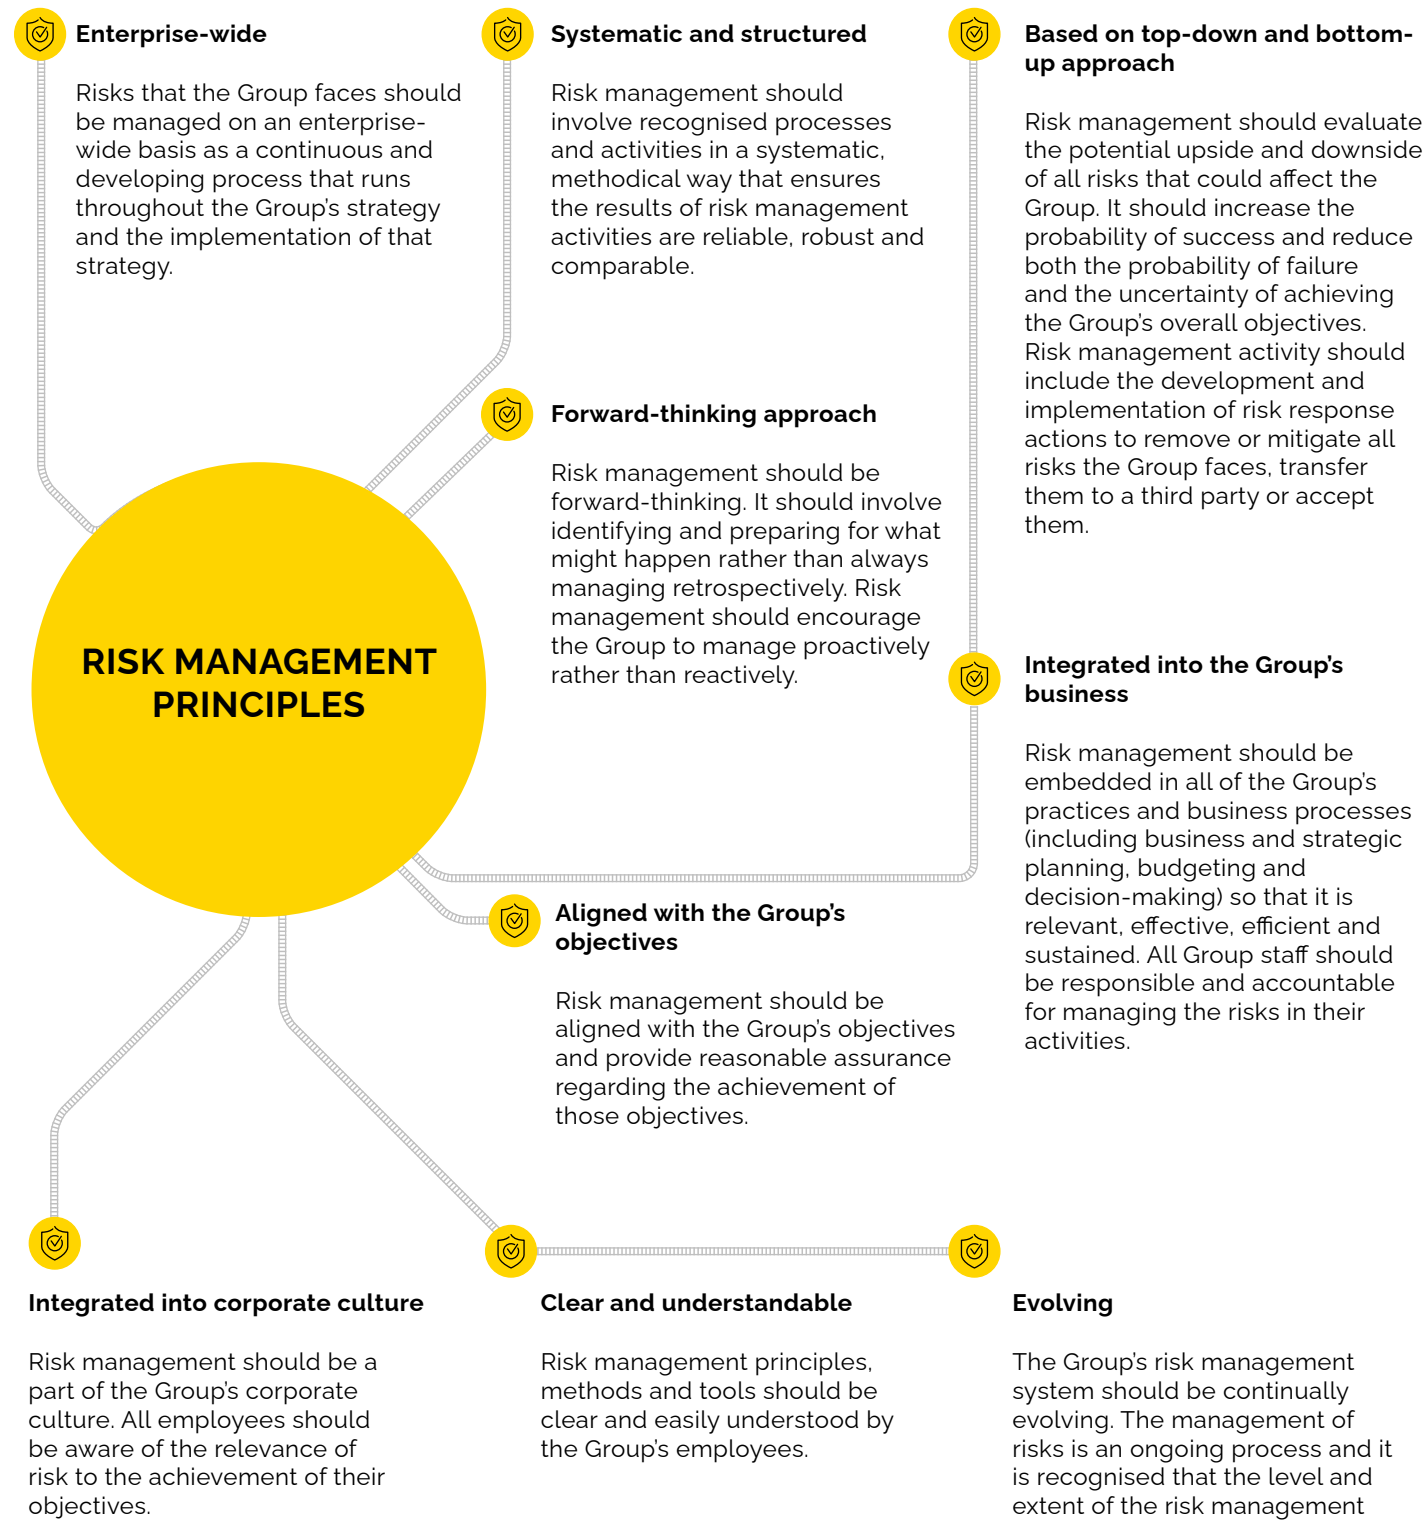 Enterprise-wide
Risks that the Group faces should
be managed on an enterprise-
wide basis as a continuous and
developing process that runs
throughout the Group's strategy
and the implementation of that
strategy.
Systematic and structured
Risk management should
involve recognised processes
and activities in a systematic,
methodical way that ensures
the results of risk management
activities are reliable, robust and
comparable.
Based on top-down and bottom-
up approach
Risk management should evaluate
the potential upside and downside
of all risks that could affect the
Group. It should increase the
probability of success and reduce
both the probability of failure
and the uncertainty of achieving
the Group's overall objectives.
Risk management activity should
include the development and
implementation of risk response
actions to remove or mitigate all
risks the Group faces, transfer
them to a third party or accept
them.
Forward-thinking approach
Risk management should be
forward-thinking. It should involve
identifying and preparing for what
might happen rather than always
managing retrospectively. Risk
management should encourage
the Group to manage proactively
rather than reactively.
RISK MANAGEMENT
PRINCIPLES
Integrated into the Group's
business
Risk management should be
embedded in all of the Group's
practices and business processes
(including business and strategic
planning, budgeting and
decision-making) so that it is
relevant, effective, efficient and
sustained. All Group staff should
be responsible and accountable
for managing the risks in their
activities.
Aligned with the Group's
objectives
Risk management should be
aligned with the Group's objectives
and provide reasonable assurance
regarding the achievement of
those objectives.
Integrated into corporate culture
Risk management should be a
part of the Group's corporate
culture. All employees should
be aware of the relevance of
risk to the achievement of their
objectives.
Clear and understandable
Risk management principles,
methods and tools should be
clear and easily understood by
the Group's employees.
Evolving
The Group's risk management
system should be continually
evolving. The management of
risks is an ongoing process and it
is recognised that the level and
extent of the risk management